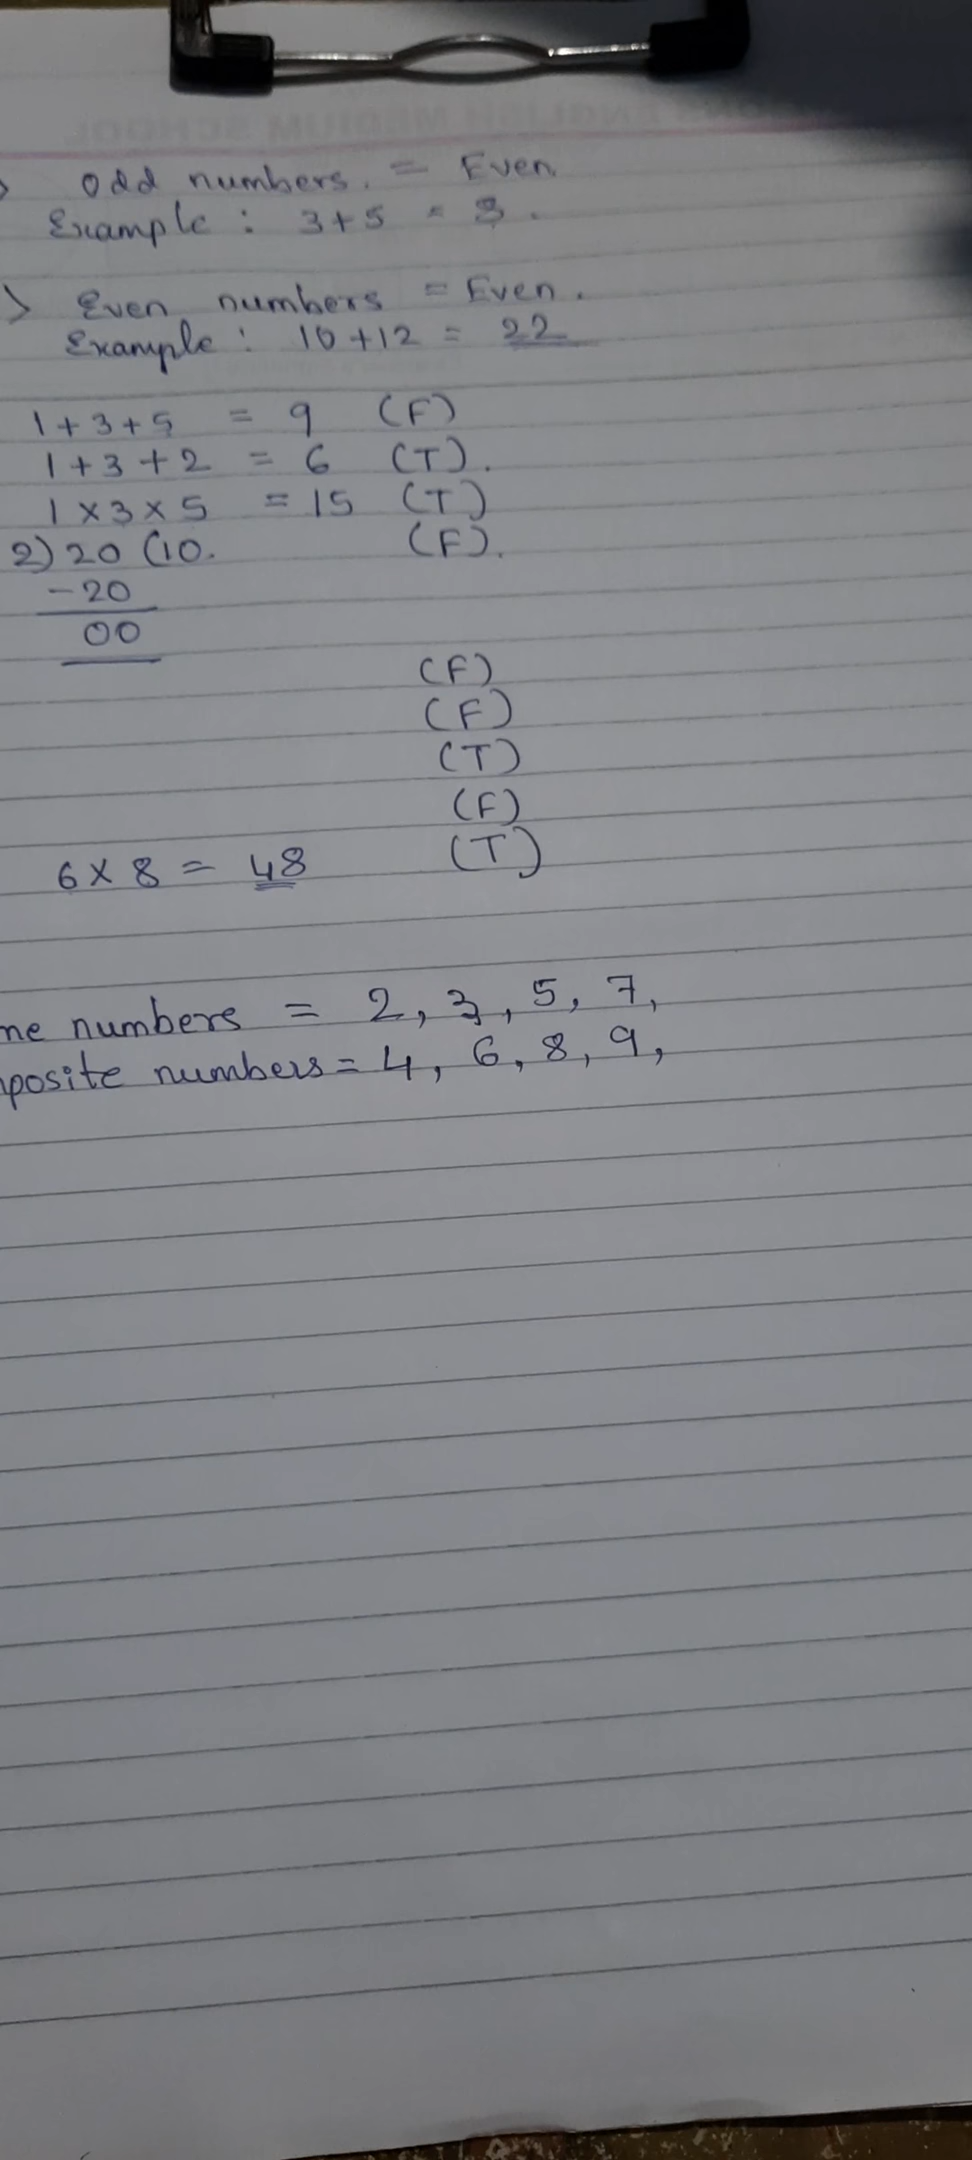 odd numbers. = Even.
Example : 3+5 = 8.
> Even numbers = Even.
Example : 10+12 = 22
1+3+5 = 9 (F)
1+3+2 = 6 (T).
1×3×5 = 15 (T)
2)20(10. (F).
-20
00
(F)
(F)
(T)
(F)
6×8 = 48 (T)
me numbers = 2, 3, 5, 7,
posite numbers = 4, 6, 8, 9,